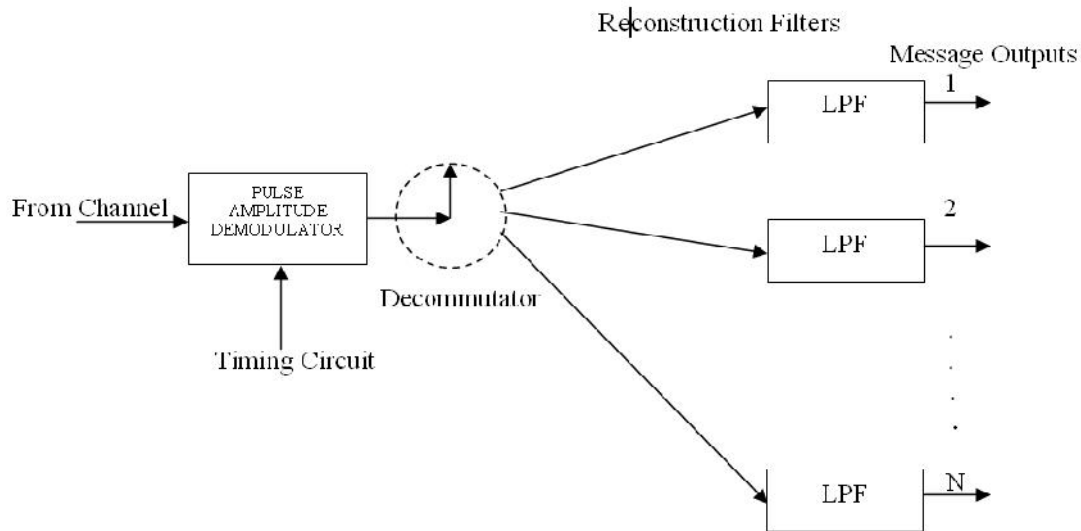 Reconstruction Filters
Message Outputs
1
LPF
PULSE
AMPLITUDE
DEMODULATOR
From Channel
2
LPF
Decommutator
Timing Circuit
N
LPF